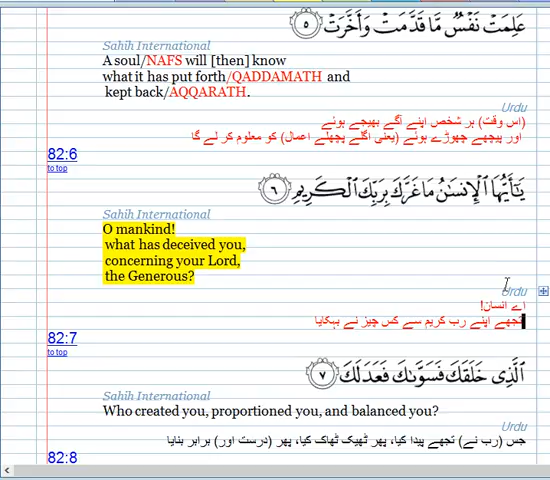 عَلِمَتْ نَفْسٌ مَّا قَدَّمَتْ وَأَخَّرَتْ ٥
Sahih International
A soul/NAFS will [then] know
what it has put forth/QADDAMATH and
kept back/AQQARATH.
Urdu
(اس وقت) ہر شخص اپنے آگے بھیجے ہوئے
اور پیچھے چھوڑے ہوئے (یعنی اگلے پچھلے اعمال) کو معلوم کر لے گا
82:6
to top
يَـٰٓأَيُّهَا ٱلْإِنسَـٰنُ مَا غَرَّكَ بِرَبِّكَ ٱلْكَرِيمِ ٦
Sahih International
O mankind!
what has deceived you,
concerning your Lord,
the Generous?
Urdu
اے انسان!
تجھے اپنے رب کریم سے کس چیز نے بہکایا
82:7
to top
ٱلَّذِى خَلَقَكَ فَسَوَّىٰكَ فَعَدَلَكَ ٧
Sahih International
Who created you, proportioned you, and balanced you?
Urdu
جس (رب نے) تجھے پیدا کیا، پھر ٹھیک ٹھاک کیا، پھر (درست اور) برابر بنایا
82:8